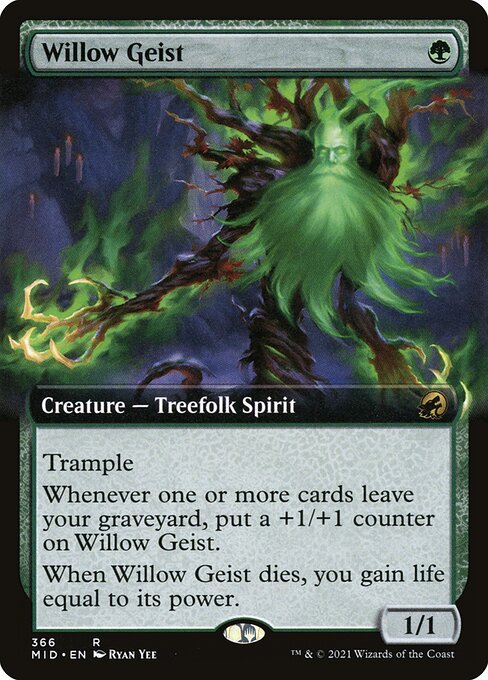 Willow Geist
Creature — Treefolk Spirit
Trample
Whenever one or more cards leave
your graveyard, put a +1/+1 counter
on Willow Geist.
When Willow Geist dies, you gain life
equal to its power.
1/1
366 R
MID • EN Ryan Yee
™ & © 2021 Wizards of the Coast